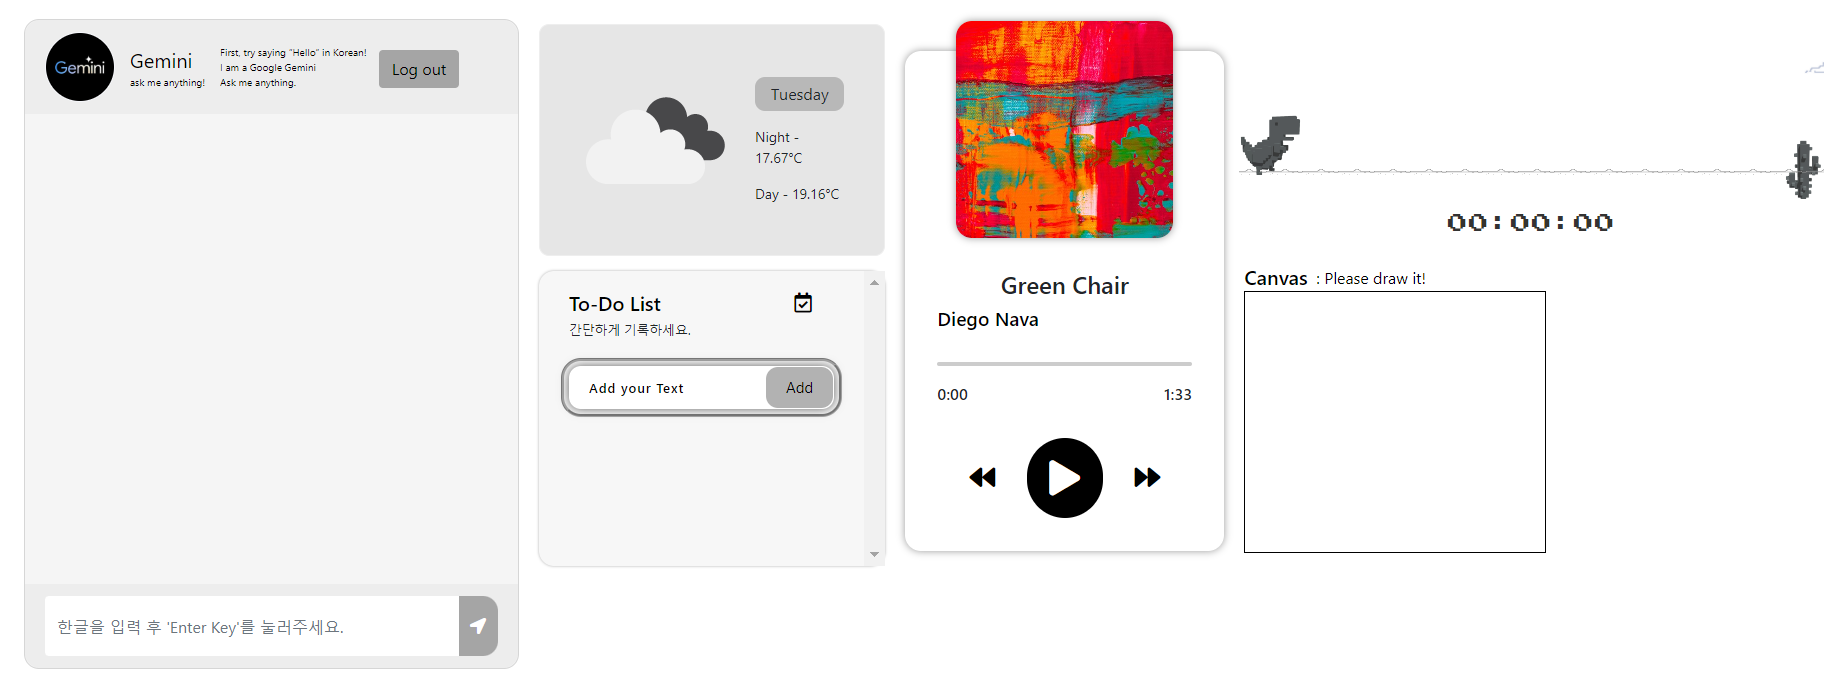 Gemini
Gemini
ask me anything!
First, try saying “Hello” in Korean!
I am a Google Gemini
Ask me anything.
Log out
한글을 입력 후 'Enter Key'를 눌러주세요.
Tuesday
Night -
17.67°C
Day - 19.16°C
To-Do List
간단하게 기록하세요.
Add your Text
Add
Green Chair
Diego Nava
0:00
1:33
00:00:00
Canvas : Please draw it!